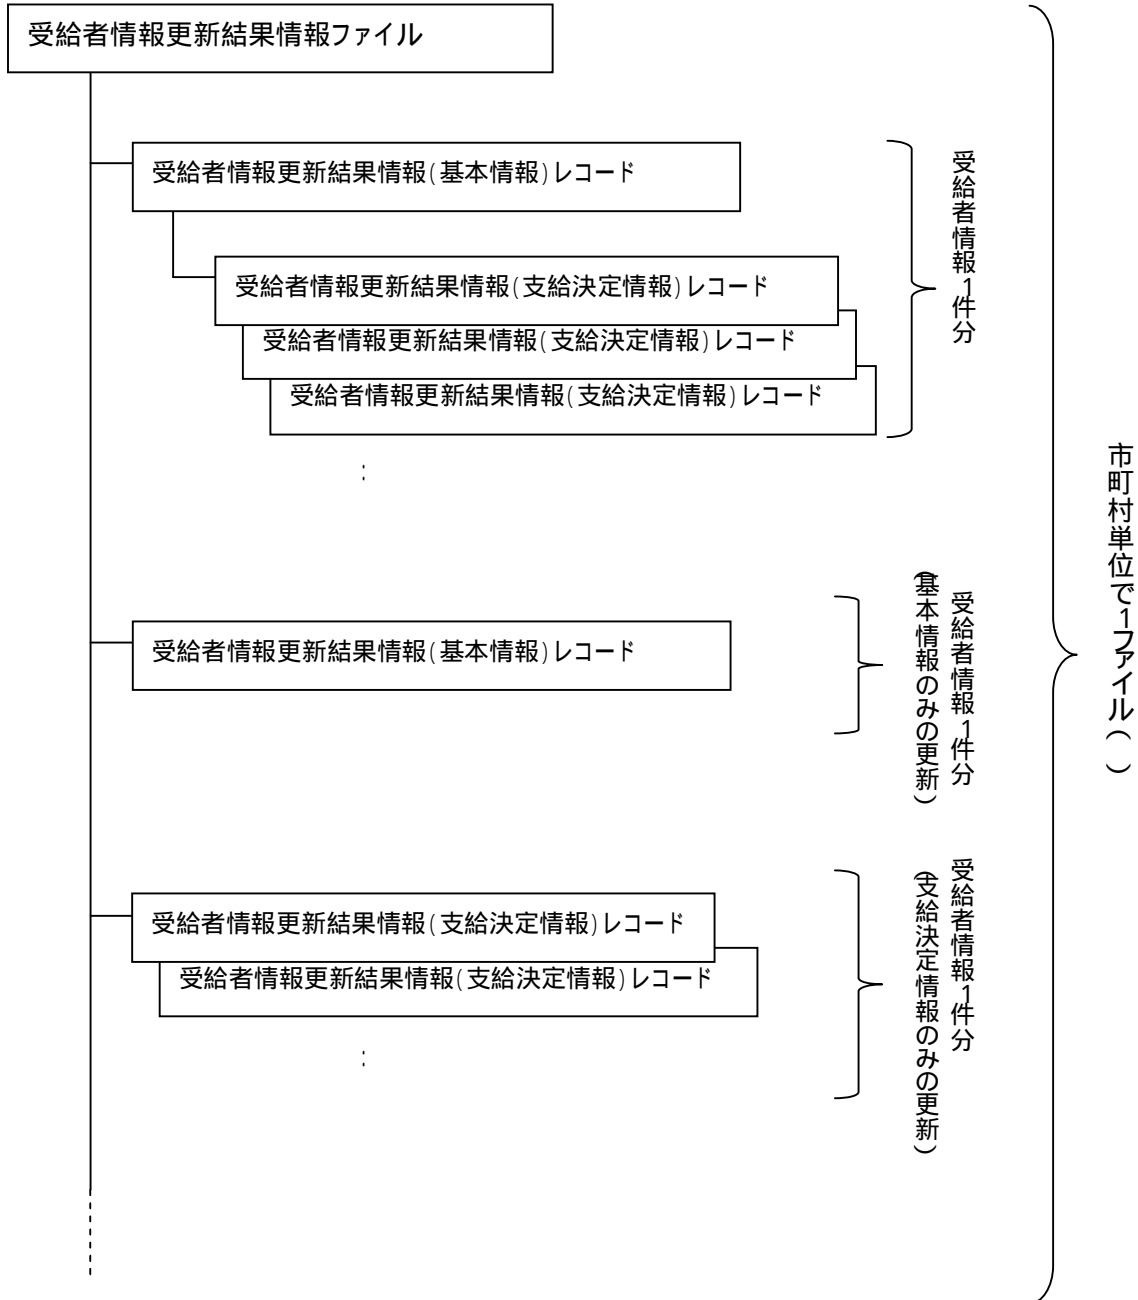 受給者情報更新結果情報ファイル
受給者情報更新結果情報(基本情報)レコード
受給者情報更新結果情報(支給決定情報)レコード
受給者情報更新結果情報(支給決定情報)レコード
受給者情報更新結果情報(支給決定情報)レコード
:
受給者情報1件分
受給者情報更新結果情報(基本情報)レコード
受給者情報1件分
(基本情報のみの更新)
受給者情報更新結果情報(支給決定情報)レコード
受給者情報更新結果情報(支給決定情報)レコード
:
受給者情報1件分
(支給決定情報のみの更新)
市町村単位で1ファイル( )